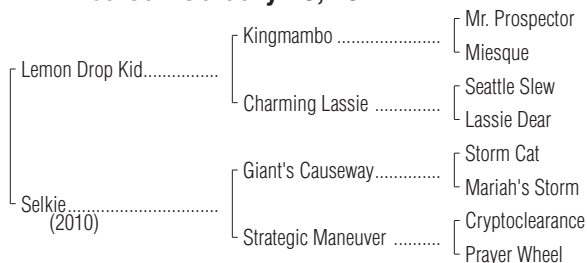 Mr. Prospector
Kingmambo ..................
Miesque
Lemon Drop Kid...............
Seattle Slew
Charming Lassie .............
Lassie Dear
Storm Cat
Giant's Causeway...............
Mariah's Storm
Selkie..............................
(2010)
Cryptoclearance
Strategic Maneuver ..........
Prayer Wheel